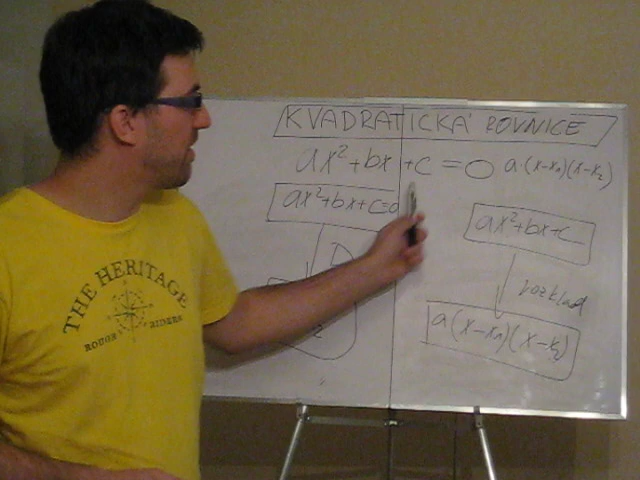 KVADRATICKÁ ROVNICE
ax²+bx+c=0 a·(x-x₁)(x-x₂)
ax²+bx+c=0
ax²+bx+c
D
rozklad
a(x-x₁)(x-x₂)
THE HERITAGE
ROUGH RIDERS